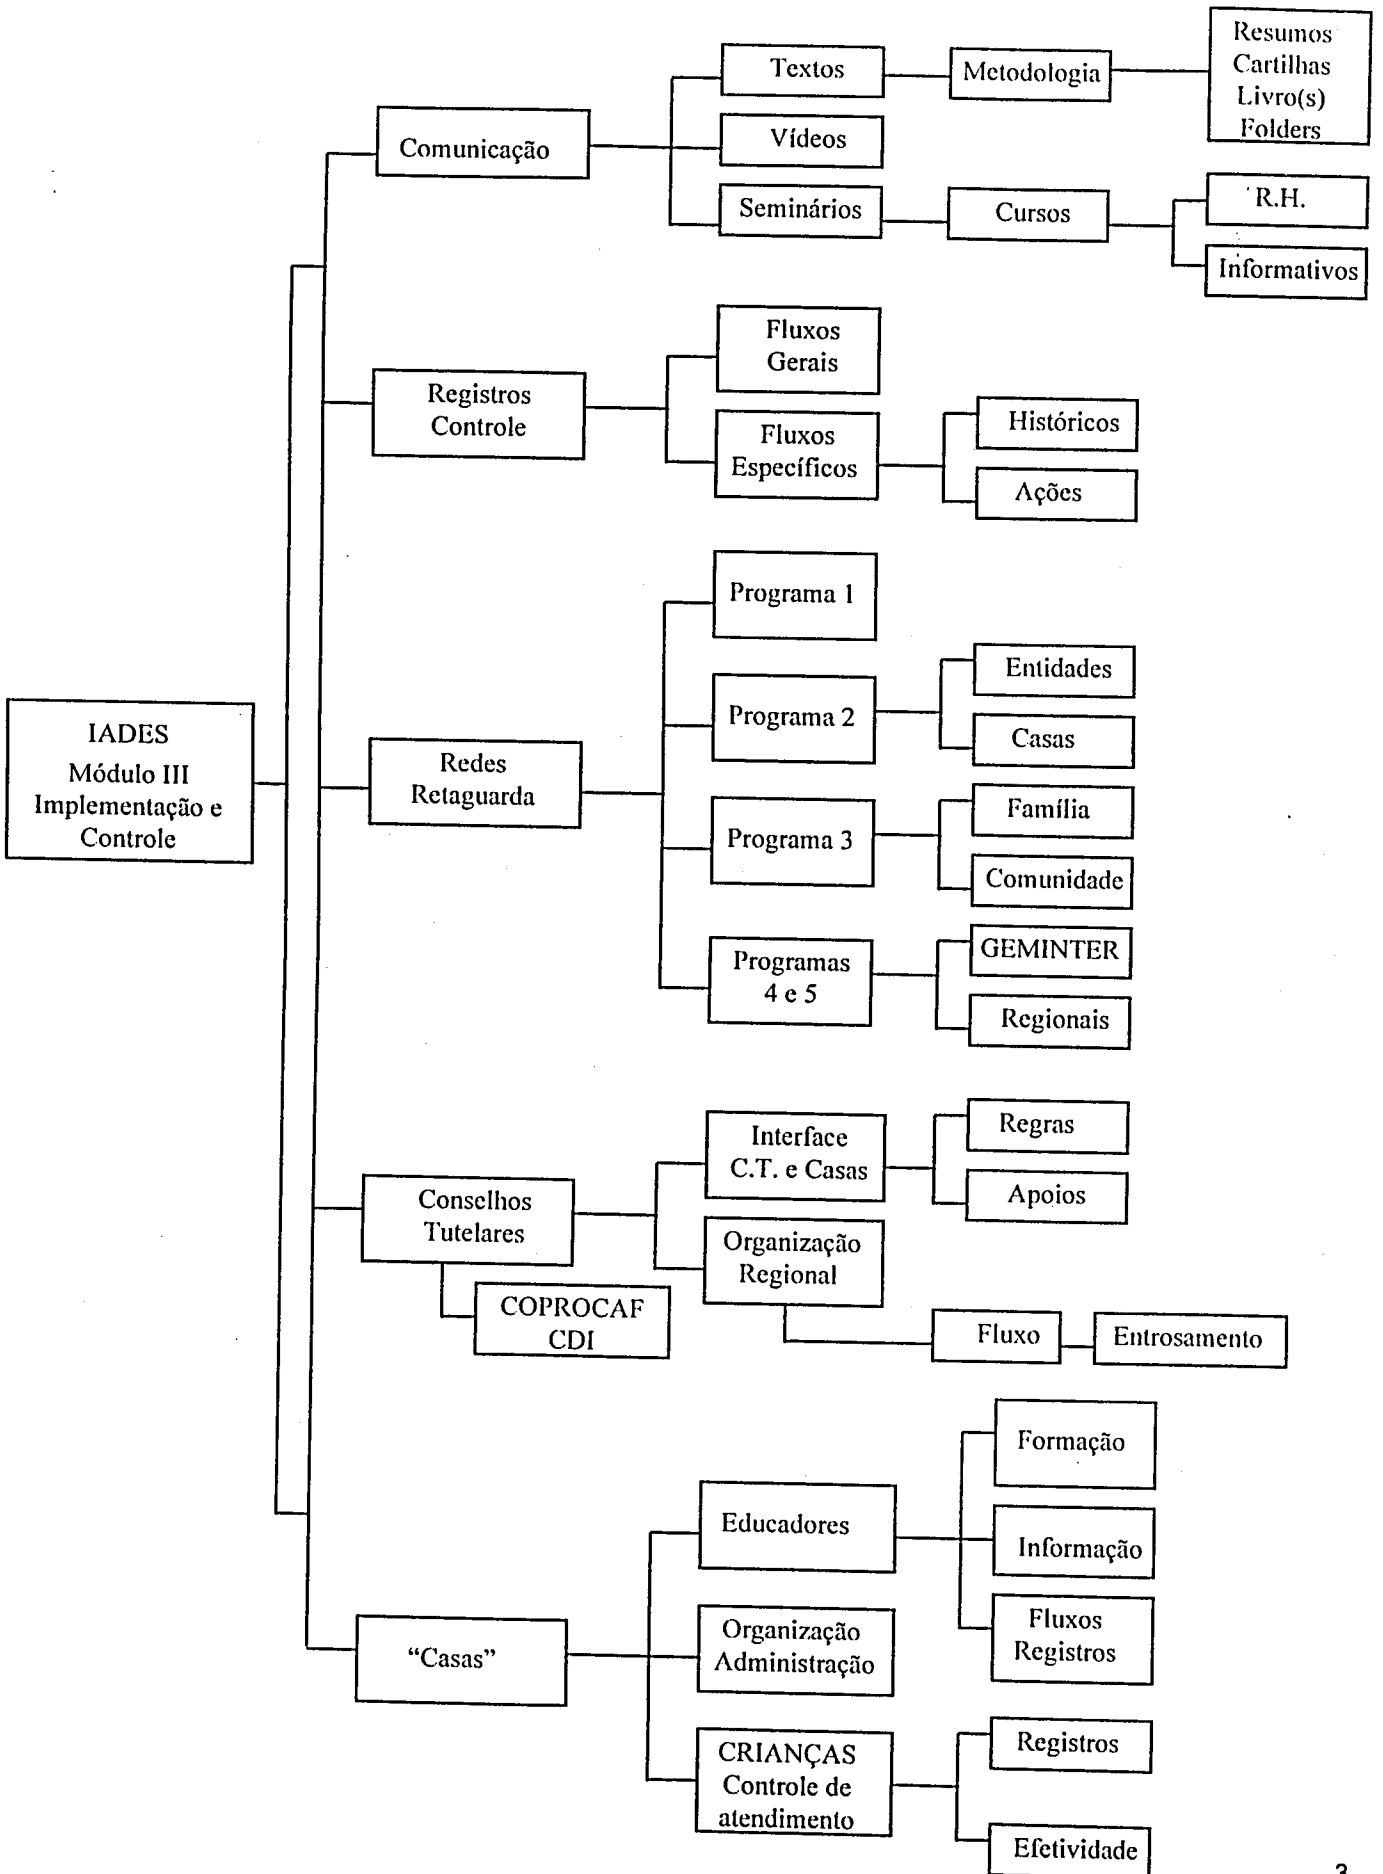 Resumos
Cartilhas
Livro(s)
Folders
Textos
Metodologia
Comunicação
Vídeos
Seminários
Cursos
R.H.
Informativos
Fluxos
Gerais
Registros
Controle
Fluxos
Específicos
Históricos
Ações
Programa 1
IADES
Módulo III
Implementação e
Controle
Redes
Retaguarda
Programa 2
Entidades
Casas
Programa 3
Família
Comunidade
Programas
4 e 5
GEMINTER
Regionais
Conselhos
Tutelares
Interface
C.T. e Casas
Regras
Apoios
Organização
Regional
COPROCAF
CDI
Fluxo
Entrosamento
"Casas"
Educadores
Formação
Informação
Fluxos
Registros
Organização
Administração
CRIANÇAS
Controle de
atendimento
Registros
Efetividade
3